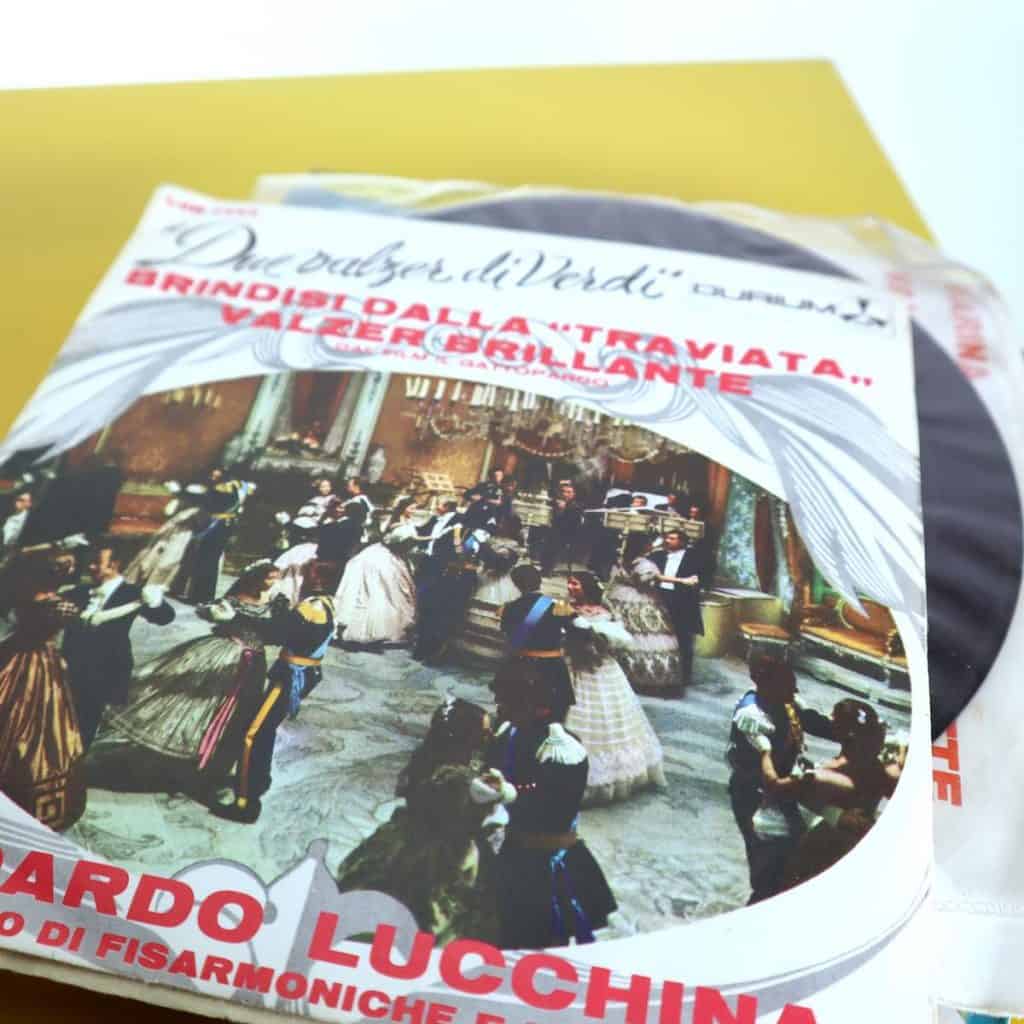 "Due valzer di Verdi" DURIUM
BRINDISI DALLA "TRAVIATA"
VALZER BRILLANTE
DAL FILM IL GATTOPARDO
ARDO LUCCHINA
O DI FISARMONICHE E